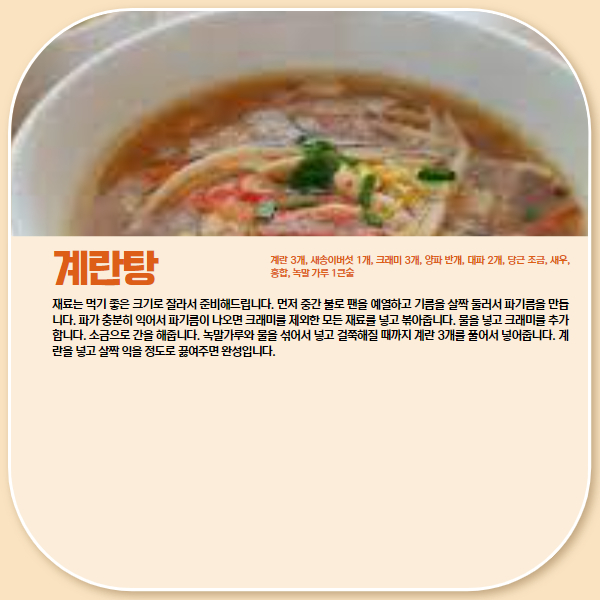 계란탕
계란 3개, 새송이버섯 1개, 크래미 3개, 양파 반개, 대파 2개, 당근 조금, 새우,
홍합, 녹말 가루 1큰술
재료는 먹기 좋은 크기로 잘라서 준비해드립니다. 먼저 중간 불로 팬을 예열하고 기름을 살짝 둘러서 파기름을 만듭
니다. 파가 충분히 익어서 파기름이 나오면 크래미를 제외한 모든 재료를 넣고 볶아줍니다. 물을 넣고 크래미를 추가
합니다. 소금으로 간을 해줍니다. 녹말가루와 물을 섞어서 넣고 걸쭉해질 때까지 계란 3개를 풀어서 넣어줍니다. 계
란을 넣고 살짝 익을 정도로 끓여주면 완성입니다.